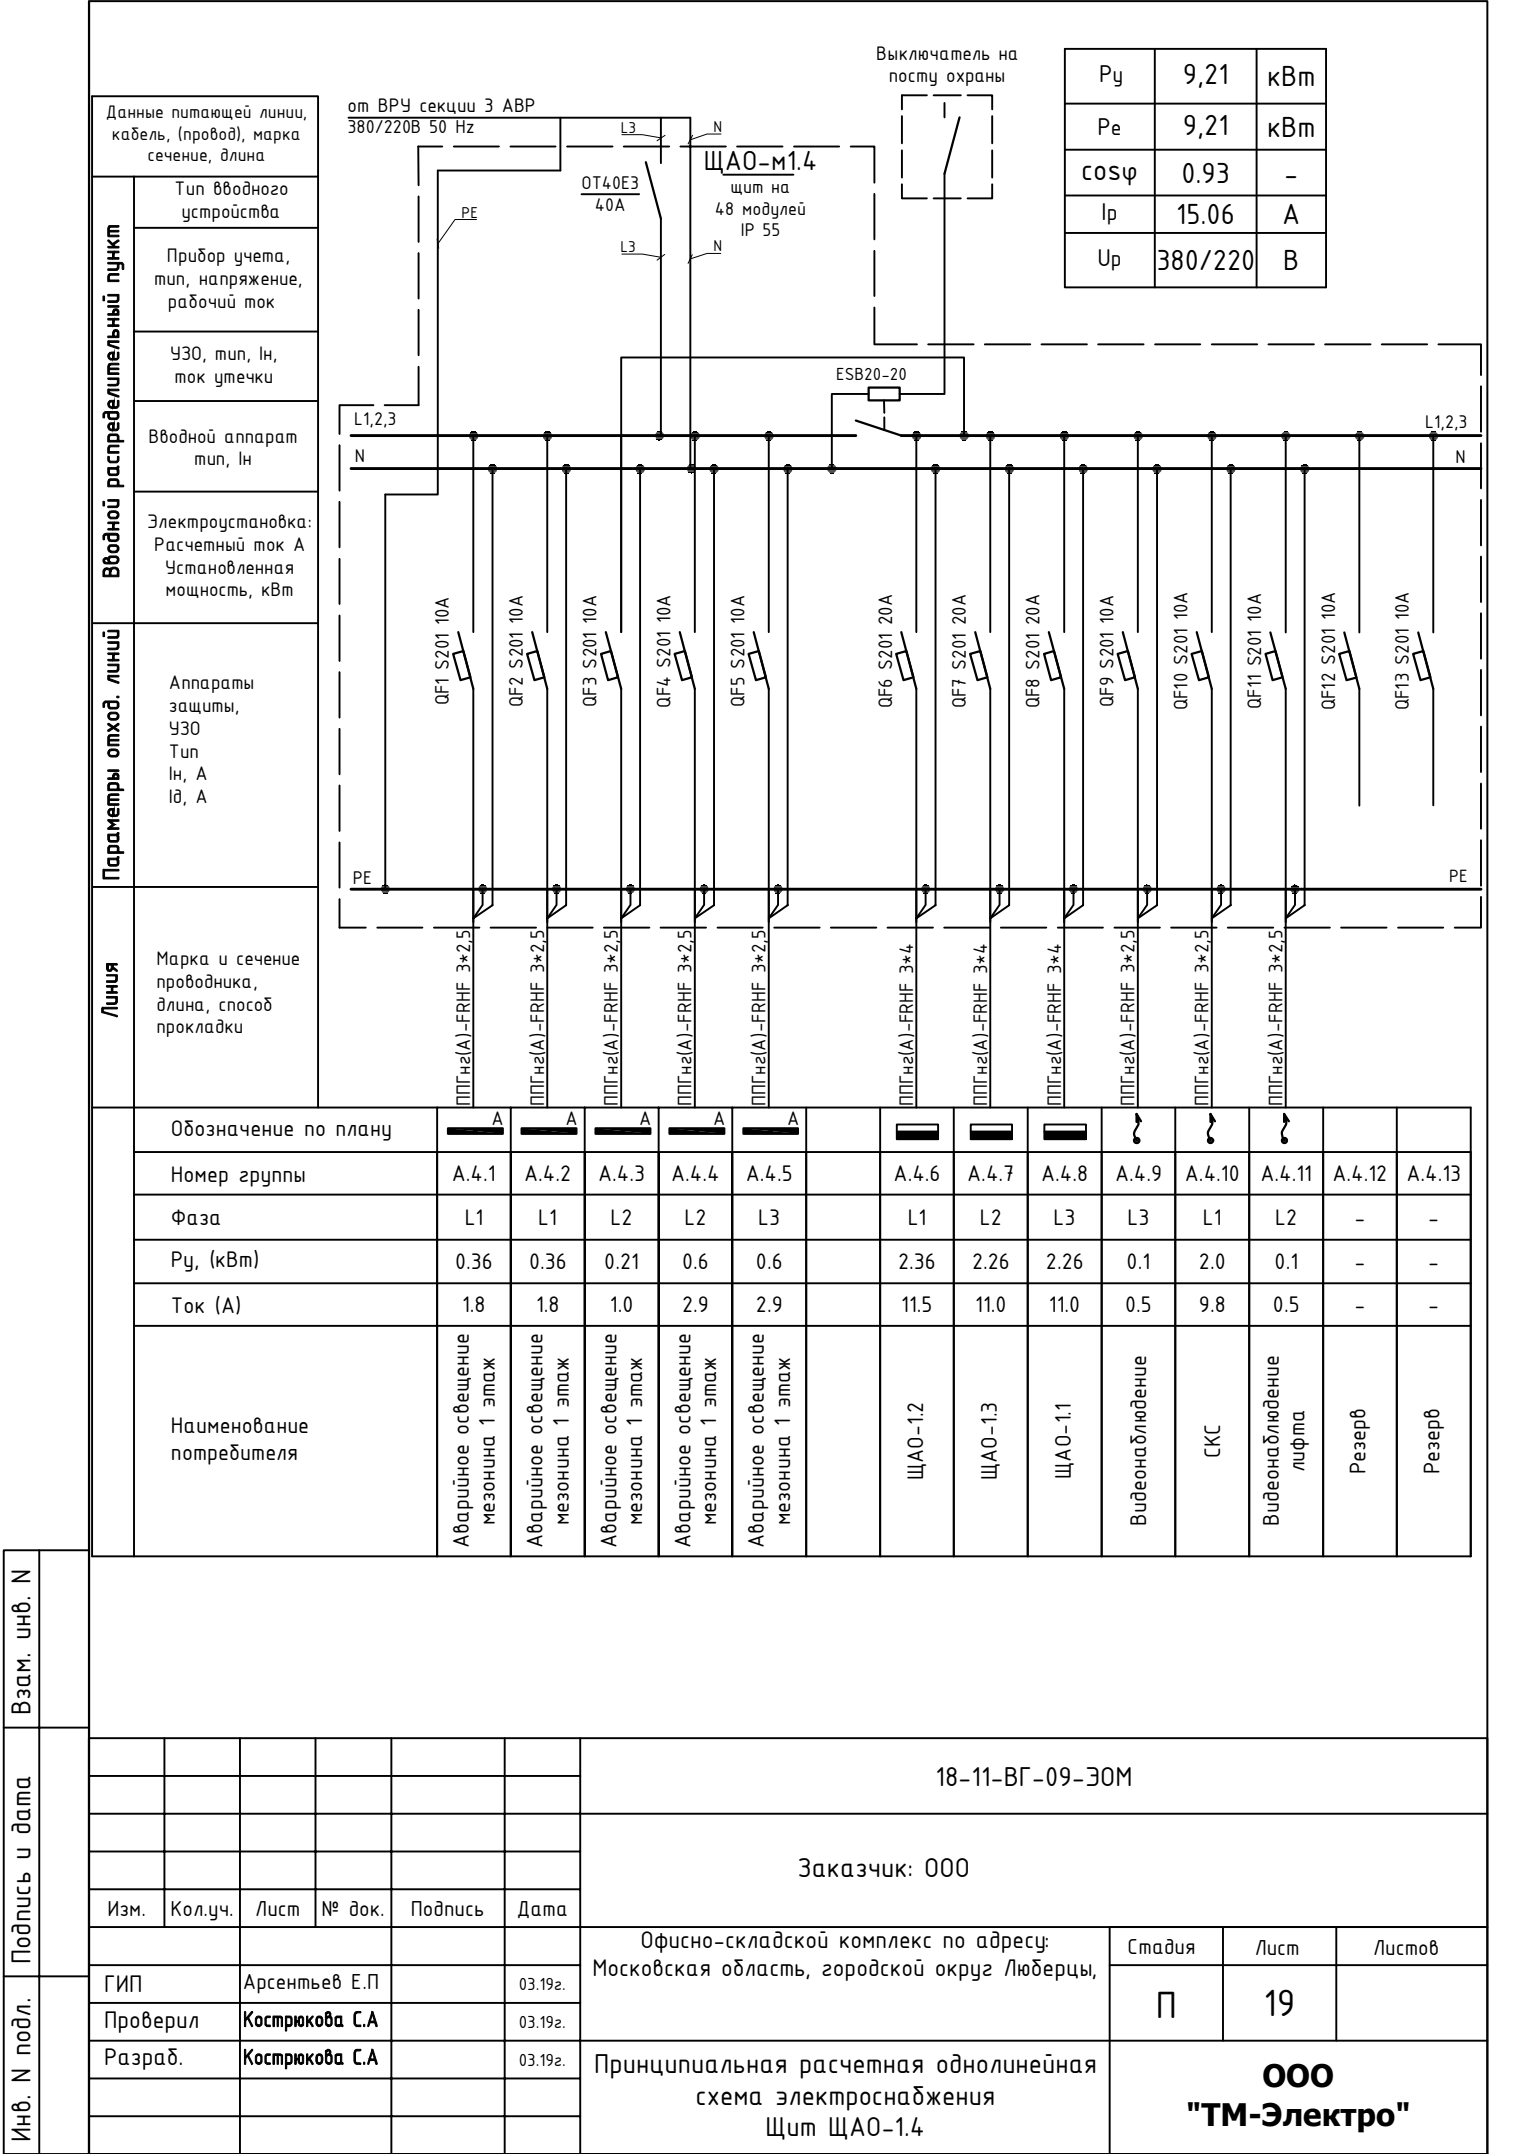 Выключатель на
посту охраны
Ру 9,21 кВт
Ре 9,21 кВт
cosφ 0.93 –
Iр 15.06 А
Uр 380/220 В
Данные питающей линии,
кабель, (провод), марка
сечение, длина
от ВРУ секции 3 АВР
380/220В 50 Hz
L3
N
ЩАО-м1.4
щит на
48 модулей
IP 55
OT40E3
40А
PE
L3
N
Вводной распределительный пункт
Тип вводного
устройства
Прибор учета,
тип, напряжение,
рабочий ток
УЗО, тип, Iн,
ток утечки
Вводной аппарат
тип, Iн
Электроустановка:
Расчетный ток А
Установленная
мощность, кВт
ESB20-20
L1,2,3
L1,2,3
N
N
Параметры отход. линий
Аппараты
защиты,
УЗО
Тип
Iн, А
Iд, А
QF1 S201 10А
QF2 S201 10А
QF3 S201 10А
QF4 S201 10А
QF5 S201 10А
QF6 S201 20А
QF7 S201 20А
QF8 S201 20А
QF9 S201 10А
QF10 S201 10А
QF11 S201 10А
QF12 S201 10А
QF13 S201 10А
PE
PE
Линия
Марка и сечение
проводника,
длина, способ
прокладки
ППГнг(А)-FRHF 3*2,5
ППГнг(А)-FRHF 3*2,5
ППГнг(А)-FRHF 3*2,5
ППГнг(А)-FRHF 3*2,5
ППГнг(А)-FRHF 3*2,5
ППГнг(А)-FRHF 3*4
ППГнг(А)-FRHF 3*4
ППГнг(А)-FRHF 3*4
ППГнг(А)-FRHF 3*2,5
ППГнг(А)-FRHF 3*2,5
ППГнг(А)-FRHF 3*2,5
Обозначение по плану А А А А А
Номер группы А.4.1 А.4.2 А.4.3 А.4.4 А.4.5 А.4.6 А.4.7 А.4.8 А.4.9 А.4.10 А.4.11 А.4.12 А.4.13
Фаза L1 L1 L2 L2 L3 L1 L2 L3 L3 L1 L2 – –
Ру, (кВт) 0.36 0.36 0.21 0.6 0.6 2.36 2.26 2.26 0.1 2.0 0.1 – –
Ток (А) 1.8 1.8 1.0 2.9 2.9 11.5 11.0 11.0 0.5 9.8 0.5 – –
Наименование
потребителя
Аварийное освещение
мезонина 1 этаж
Аварийное освещение
мезонина 1 этаж
Аварийное освещение
мезонина 1 этаж
Аварийное освещение
мезонина 1 этаж
Аварийное освещение
мезонина 1 этаж
ЩАО-1.2
ЩАО-1.3
ЩАО-1.1
Видеонаблюдение
СКС
Видеонаблюдение
лифта
Резерв
Резерв
Взам. инв. N
Подпись и дата
Инв. N подл.
18-11-ВГ-09-ЭОМ
Заказчик: ООО
Изм. Кол.уч. Лист № док. Подпись Дата
Офисно-складской комплекс по адресу:
Московская область, городской округ Люберцы,
Стадия Лист Листов
П 19
ГИП Арсентьев Е.П 03.19г.
Проверил Кострюкова С.А 03.19г.
Разраб. Кострюкова С.А 03.19г.
Принципиальная расчетная однолинейная
схема электроснабжения
Щит ЩАО-1.4
ООО
"ТМ-Электро"